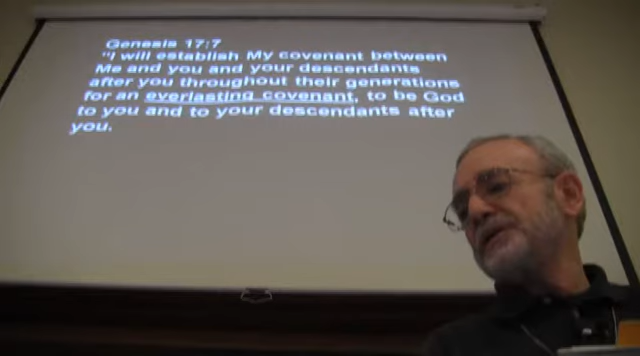 Genesis 17:7
"I will establish My covenant between
Me and you and your descendants
after you throughout their generations
for an everlasting covenant, to be God
to you and to your descendants after
you.